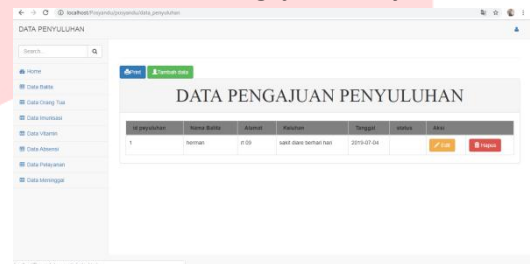 localhost/Posyandu/posyandu/data_penyuluhan
DATA PENYULUHAN
Search...
Home
Data Balita
Data Orang Tua
Data Imunisasi
Data Vitamin
Data Absensi
Data Pelayanan
Data Meninggal
Print Tambah data
DATA PENGAJUAN PENYULUHAN
Id penyuluhan Nama Balita Alamat Keluhan Tanggal status Aksi
1 herman rt 09 sakit diare berhari hari 2019-07-04 Edit Hapus